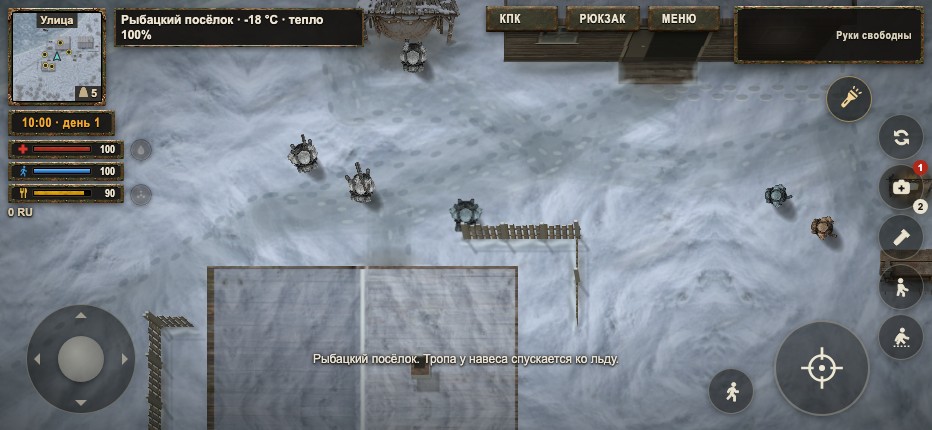 Улица
5
10:00 · день 1
100
100
90
0 RU
Рыбацкий посёлок · -18 °C · тепло
100%
КПК
РЮКЗАК
МЕНЮ
Руки свободны
1
2
Рыбацкий посёлок. Тропа у навеса спускается ко льду.